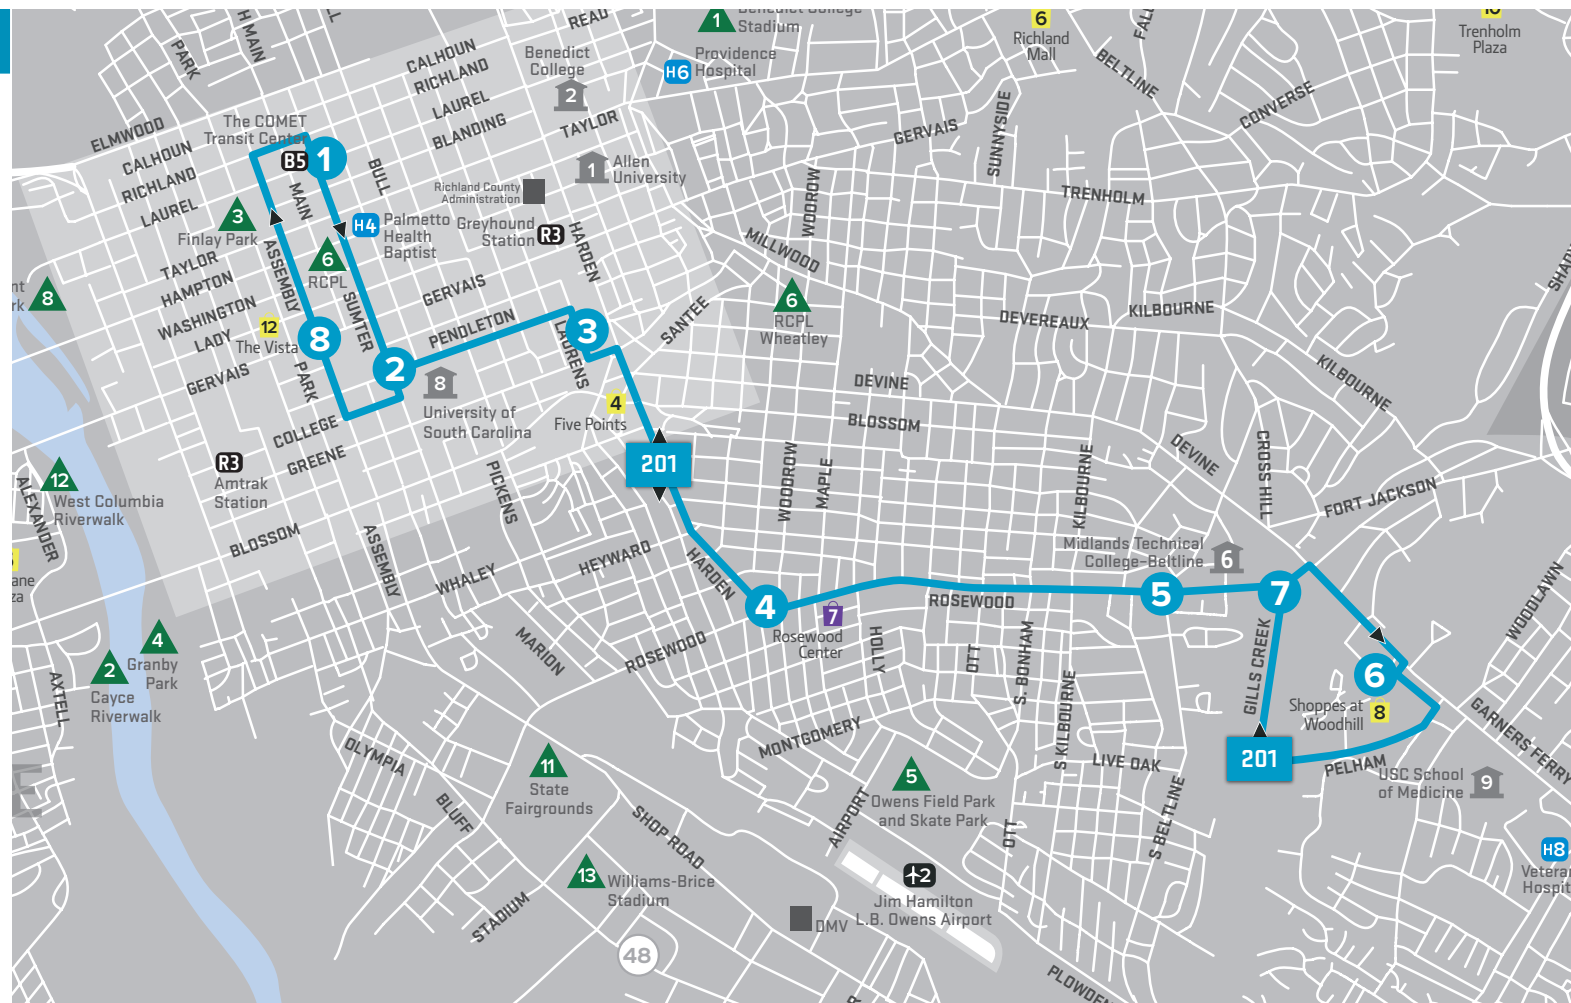 READ
Stadium
1
6
Richland
Mall
Trenholm
Plaza
PARK
H MAIN
CALHOUN
RICHLAND
LAUREL
BLANDING
Benedict
College
2
TAYLOR
H6
Providence
Hospital
BELTLINE
CONVERSE
SUNNYSIDE
GERVAIS
TRENHOLM
ELMWOOD
The COMET
Transit Center
B5
1
CALHOUN
RICHLAND
LAUREL
MAIN
BULL
1
Allen
University
Richland County
Administration
Greyhound
Station
R3
HARDEN
WOODROW
MILLWOOD
3
Finlay Park
H4
Palmetto
Health
Baptist
6
RCPL
TAYLOR
HAMPTON
WASHINGTON
LADY
GERVAIS
ASSEMBLY
SUMTER
GERVAIS
PENDLETON
8
12
The Vista
8
2
3
LAURENS
SANTEE
6
RCPL
Wheatley
DEVEREAUX
KILBOURNE
KILBOURNE
PARK
8
University of
South Carolina
4
Five Points
DEVINE
BLOSSOM
COLLEGE
GREENE
R3
Amtrak
Station
201
PICKENS
WOODROW
MAPLE
KILBOURNE
DEVINE
CROSS HILL
FORT JACKSON
12
West Columbia
Riverwalk
ALEXANDER
BLOSSOM
ASSEMBLY
WHALEY
HEYWARD
HARDEN
Midlands Technical
College-Beltline
6
4
5
7
7
Rosewood
Center
ROSEWOOD
ROSEWOOD
HOLLY
OTT
S. BONHAM
S.KILBOURNE
GILLS CREEK
WOODLAWN
6
Shoppes at
Woodhill
8
4
Granby
Park
2
Cayce
Riverwalk
AXTELL
MARION
OLYMPIA
MONTGOMERY
LIVE OAK
201
PELHAM
GARNERS FERRY
USC School
of Medicine
9
11
State
Fairgrounds
BLUFF
SHOP ROAD
AIRPORT
5
Owens Field Park
and Skate Park
OTT
S BELTLINE
H8
13
Williams-Brice
Stadium
STADIUM
2
Jim Hamilton
L.B. Owens Airport
DMV
48